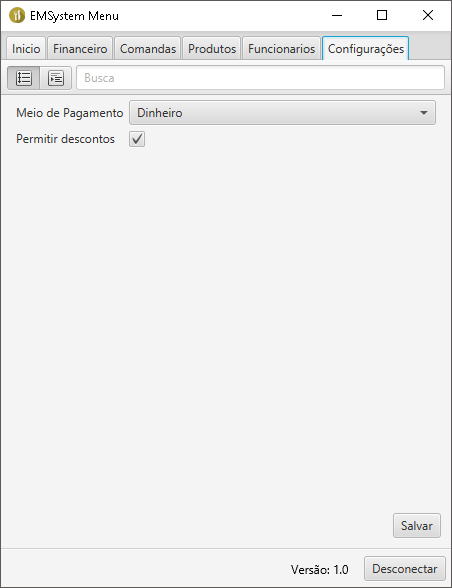 EMSystem Menu
Inicio Financeiro Comandas Produtos Funcionarios Configurações
Busca
Meio de Pagamento Dinheiro
Permitir descontos
Salvar
Versão: 1.0 Desconectar